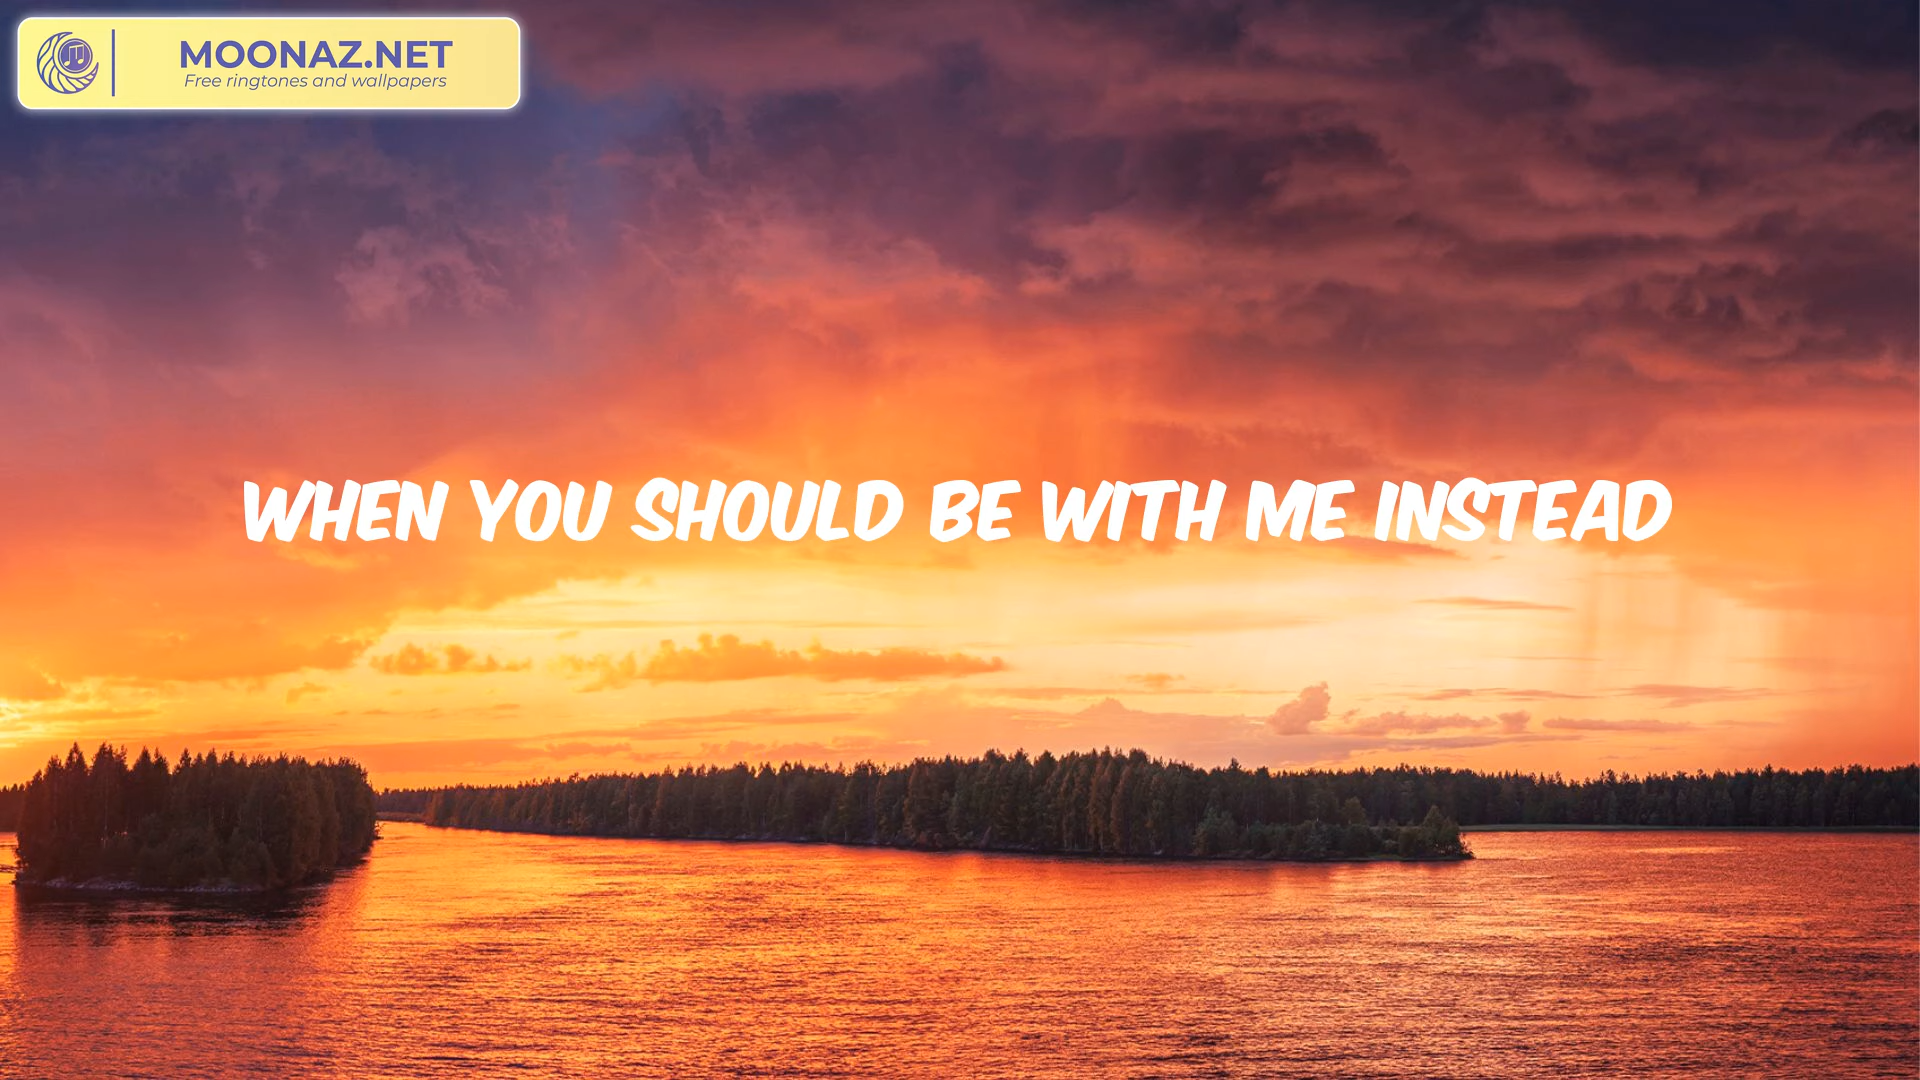 MOONAZ.NET
Free ringtones and wallpapers
WHEN YOU SHOULD BE WITH ME INSTEAD